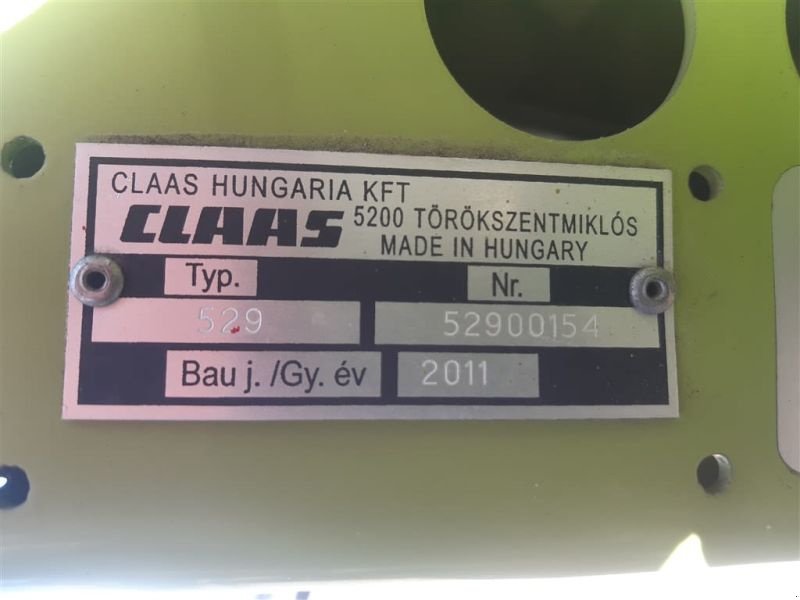 CLAAS HUNGARIA KFT
CLAAS 5200 TÖRÖKSZENTMIKLÓS
MADE IN HUNGARY
Typ. Nr.
529 52900154
Bau j. /Gy. év 2011